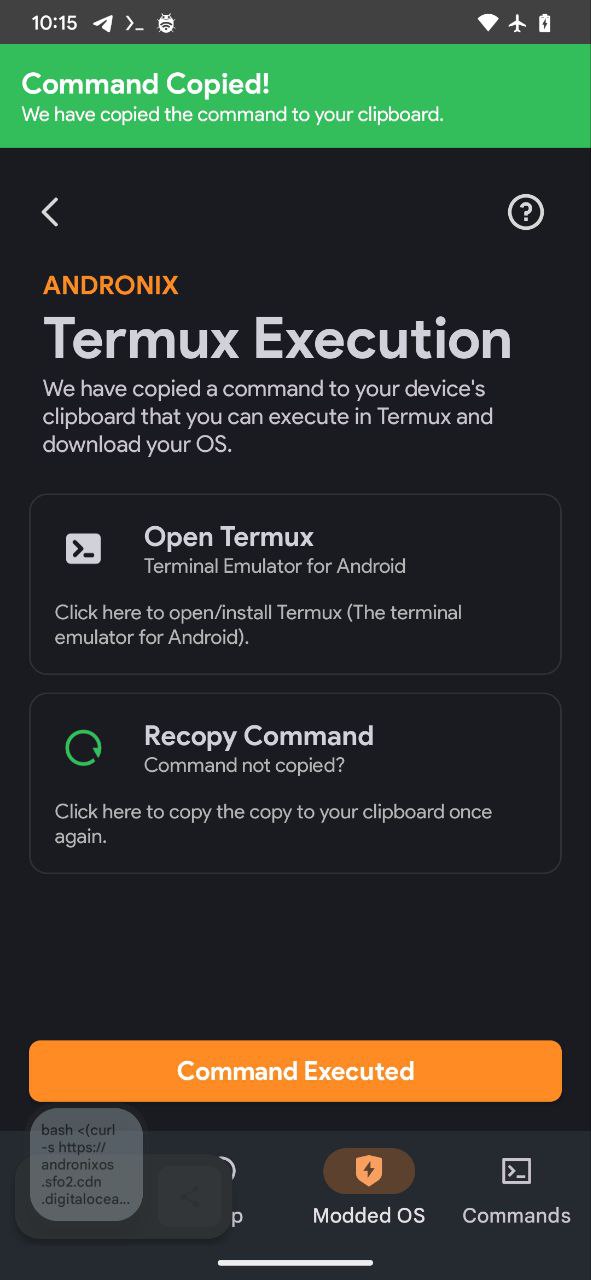 10:15
Command Copied!
We have copied the command to your clipboard.
ANDRONIX
Termux Execution
We have copied a command to your device's
clipboard that you can execute in Termux and
download your OS.
Open Termux
Terminal Emulator for Android
Click here to open/install Termux (The terminal
emulator for Android).
Recopy Command
Command not copied?
Click here to copy the copy to your clipboard once
again.
Command Executed
bash <(curl
-s https://
andronixos
.sfo2.cdn
.digitalocea...
p
Modded OS
Commands